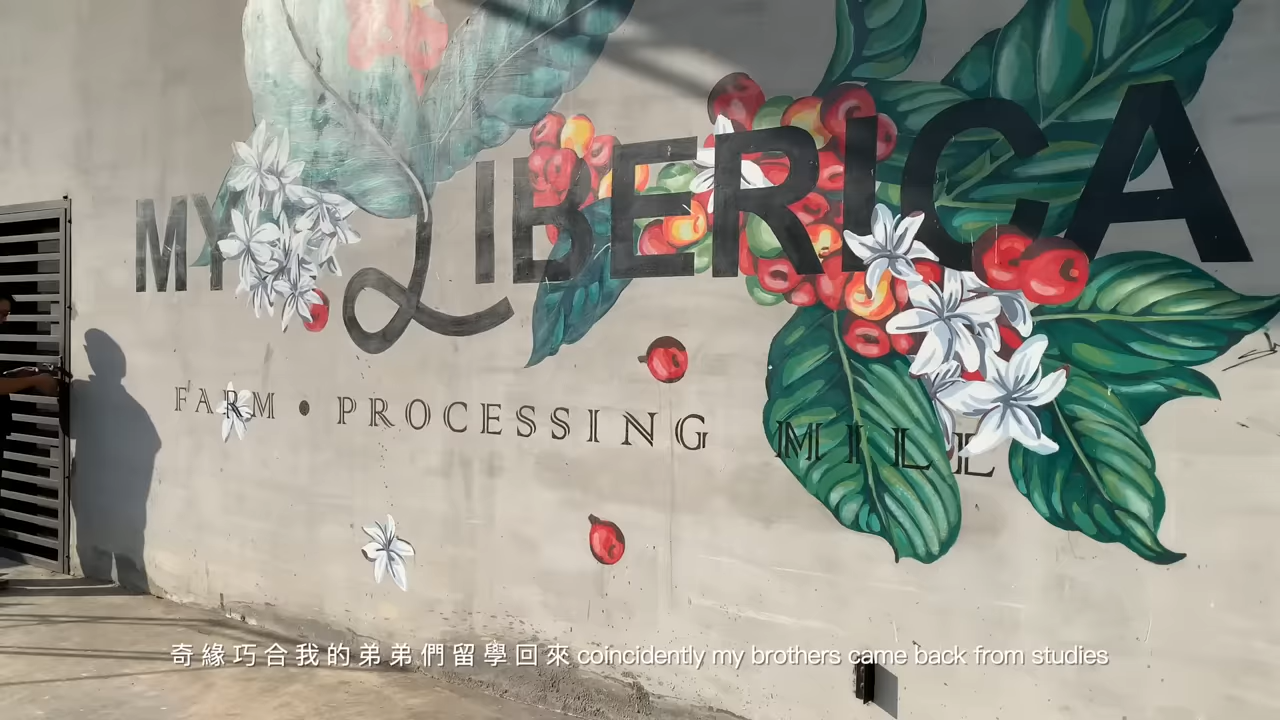 MY LIBERICA
FARM • PROCESSING MILL
奇緣巧合我的弟弟們留學回來 coincidently my brothers came back from studies